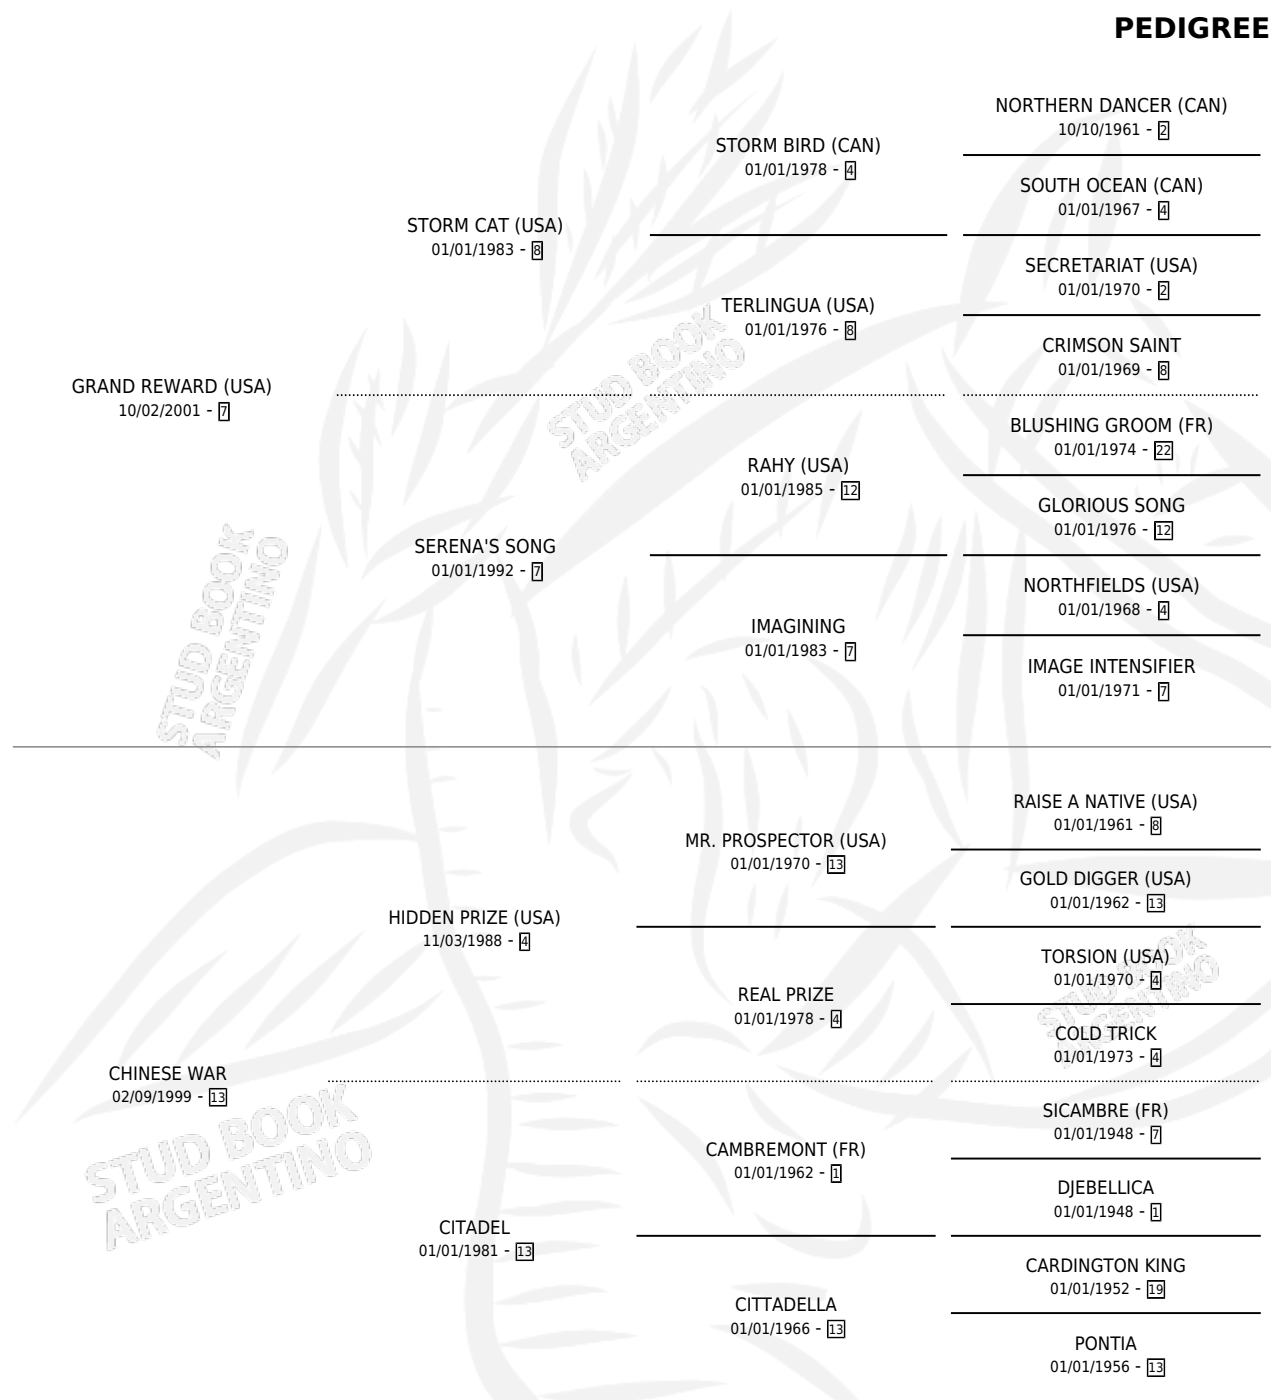 PEDIGREE
NORTHERN DANCER (CAN)
10/10/1961 - 2
STORM BIRD (CAN)
01/01/1978 - 4
SOUTH OCEAN (CAN)
01/01/1967 - 4
STORM CAT (USA)
01/01/1983 - 8
SECRETARIAT (USA)
01/01/1970 - 2
TERLINGUA (USA)
01/01/1976 - 8
CRIMSON SAINT
01/01/1969 - 8
GRAND REWARD (USA)
10/02/2001 - 7
BLUSHING GROOM (FR)
01/01/1974 - 22
RAHY (USA)
01/01/1985 - 12
GLORIOUS SONG
01/01/1976 - 12
SERENA'S SONG
01/01/1992 - 7
NORTHFIELDS (USA)
01/01/1968 - 4
IMAGINING
01/01/1983 - 7
IMAGE INTENSIFIER
01/01/1971 - 7
STUD BOOK
ARGENTINO
STUD BOOK
ARGENTINO
RAISE A NATIVE (USA)
01/01/1961 - 8
MR. PROSPECTOR (USA)
01/01/1970 - 13
GOLD DIGGER (USA)
01/01/1962 - 13
HIDDEN PRIZE (USA)
11/03/1988 - 4
TORSION (USA)
01/01/1970 - 4
REAL PRIZE
01/01/1978 - 4
COLD TRICK
01/01/1973 - 4
CHINESE WAR
02/09/1999 - 13
SICAMBRE (FR)
01/01/1948 - 7
CAMBREMONT (FR)
01/01/1962 - 1
DJEBELLICA
01/01/1948 - 1
CITADEL
01/01/1981 - 13
CARDINGTON KING
01/01/1952 - 19
CITTADELLA
01/01/1966 - 13
PONTIA
01/01/1956 - 13
STUD BOOK
ARGENTINO
STUD BOOK
ARGENTINO